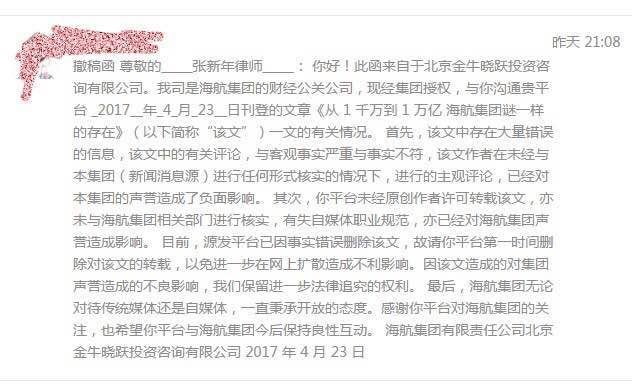 昨天 21:08
撤稿函 尊敬的_____张新年律师_____： 你好！此函来自于北京金牛晓跃投资咨
询有限公司。我司是海航集团的财经公关公司，现经集团授权，与你沟通贵平
台 _2017__年_4_月_23__日刊登的文章《从 1 千万到 1 万亿 海航集团谜一样
的存在》（以下简称“该文”）一文的有关情况。 首先，该文中存在大量错误
的信息，该文中的有关评论，与客观事实严重与事实不符，该文作者在未经与
本集团（新闻消息源）进行任何形式核实的情况下，进行的主观评论，已经对
本集团的声誉造成了负面影响。 其次，你平台未经原创作者许可转载该文，亦
未与海航集团相关部门进行核实，有失自媒体职业规范，亦已经对海航集团声
誉造成影响。 目前，源发平台已因事实错误删除该文，故请你平台第一时间删
除对该文的转载，以免进一步在网上扩散造成不利影响。因该文造成的对集团
声誉造成的不良影响，我们保留进一步法律追究的权利。 最后，海航集团无论
对待传统媒体还是自媒体，一直秉承开放的态度。感谢你平台对海航集团的关
注，也希望你平台与海航集团今后保持良性互动。 海航集团有限责任公司北京
金牛晓跃投资咨询有限公司 2017 年 4 月 23 日